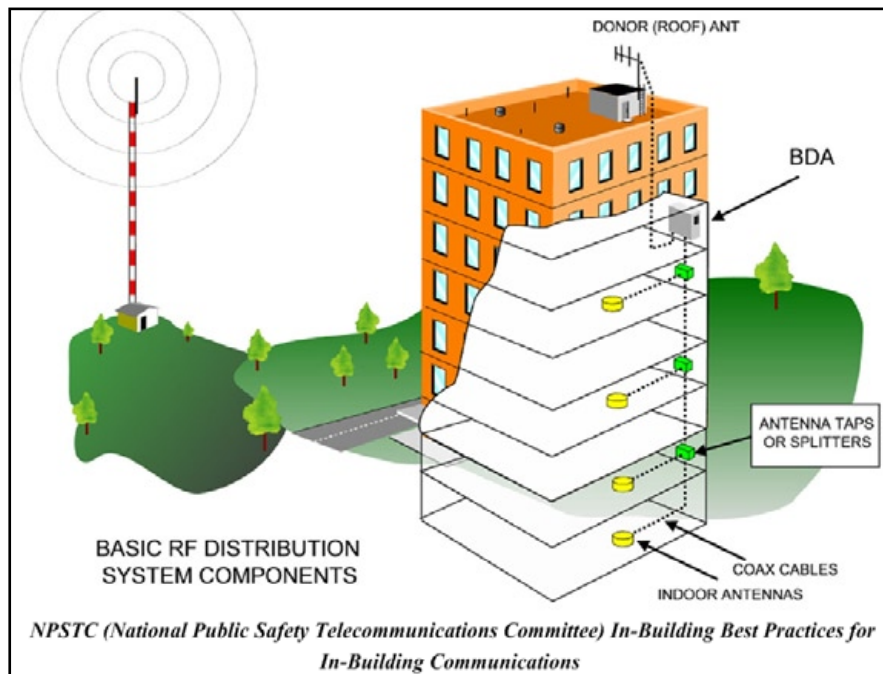 DONOR (ROOF) ANT
BDA
ANTENNA TAPS
OR SPLITTERS
COAX CABLES
INDOOR ANTENNAS
BASIC RF DISTRIBUTION
SYSTEM COMPONENTS
NPSTC (National Public Safety Telecommunications Committee) In-Building Best Practices for
In-Building Communications